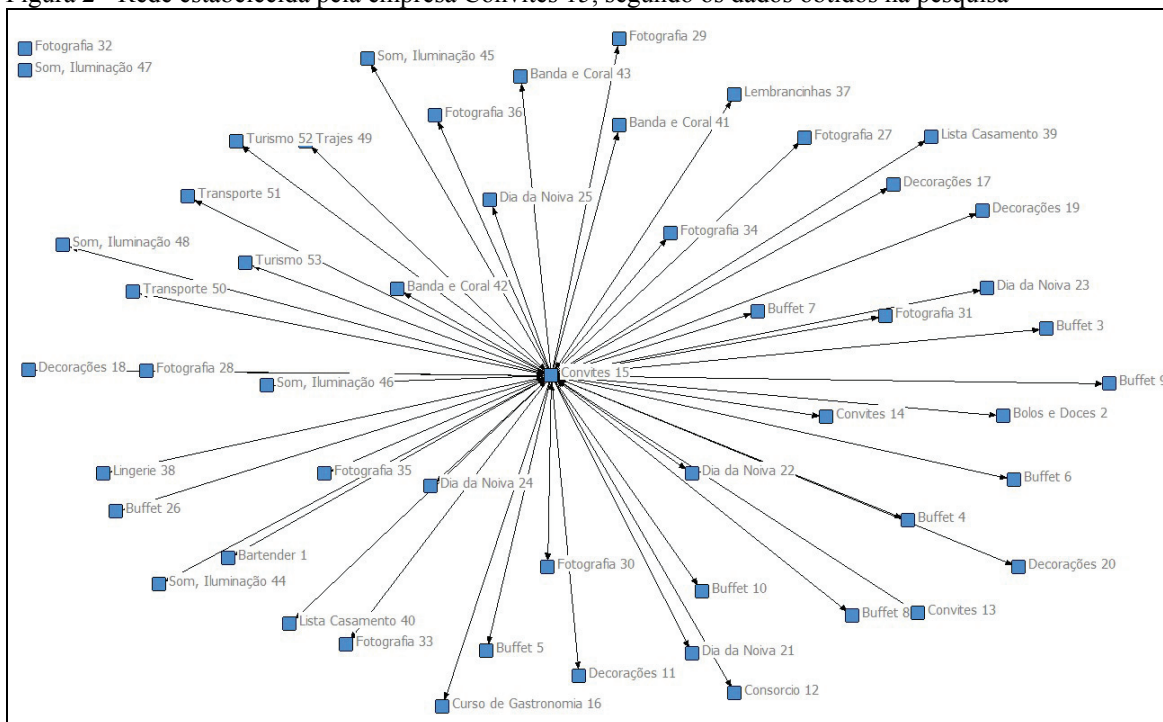 Figura 2 - Rede estabelecida pela empresa Convites 15, segundo os dados obtidos na pesquisa
Fotografia 32
Som, Iluminação 47
Som, Iluminação 45
Fotografia 29
Banda e Coral 43
Lembrancinhas 37
Fotografia 36
Banda e Coral 41
Turismo 52
Trajes 49
Fotografia 27
Lista Casamento 39
Transporte 51
Dia da Noiva 25
Decorações 17
Decorações 19
Som, Iluminação 48
Fotografia 34
Turismo 53
Transporte 50
Banda e Coral 42
Dia da Noiva 23
Buffet 7
Fotografia 31
Buffet 3
Decorações 18
Fotografia 28
Som, Iluminação 46
Convites 15
Buffet 9
Convites 14
Bolos e Doces 2
Lingerie 38
Fotografia 35
Dia da Noiva 24
Dia da Noiva 22
Buffet 6
Buffet 26
Buffet 4
Bartender 1
Som, Iluminação 44
Fotografia 30
Decorações 20
Buffet 10
Buffet 8
Convites 13
Lista Casamento 40
Fotografia 33
Buffet 5
Dia da Noiva 21
Decorações 11
Consorcio 12
Curso de Gastronomia 16